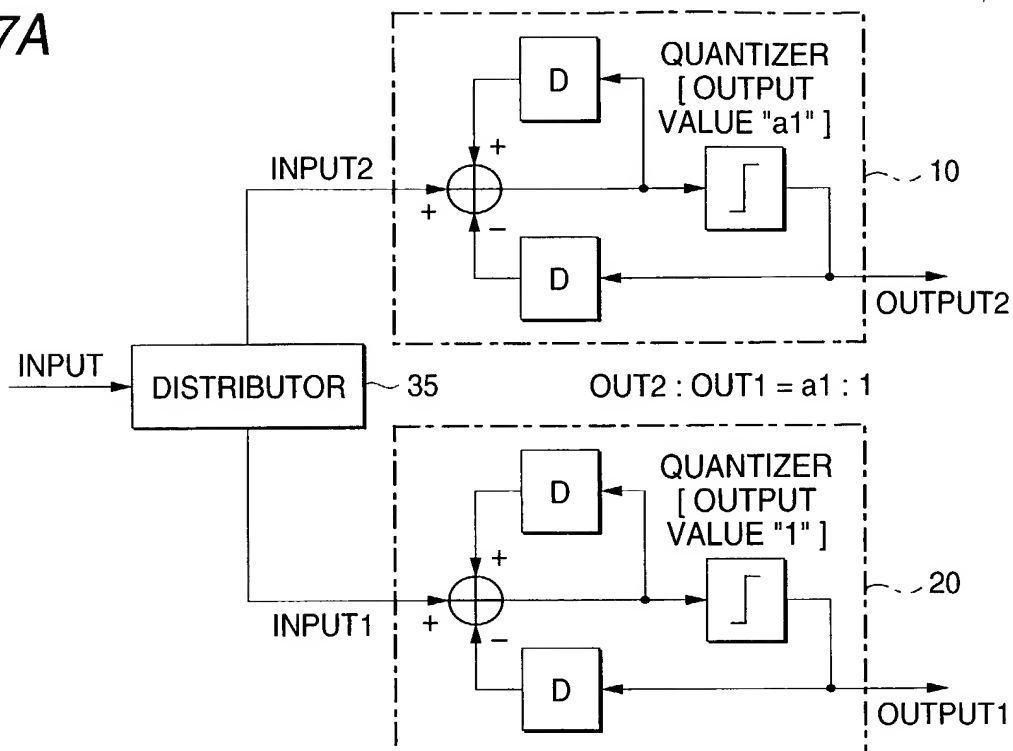 7A
D
QUANTIZER
[ OUTPUT
VALUE "a1" ]
INPUT2
+
+
−
10
D
OUTPUT2
INPUT
DISTRIBUTOR
35
OUT2 : OUT1 = a1 : 1
D
QUANTIZER
[ OUTPUT
VALUE "1" ]
+
20
INPUT1
+
−
D
OUTPUT1